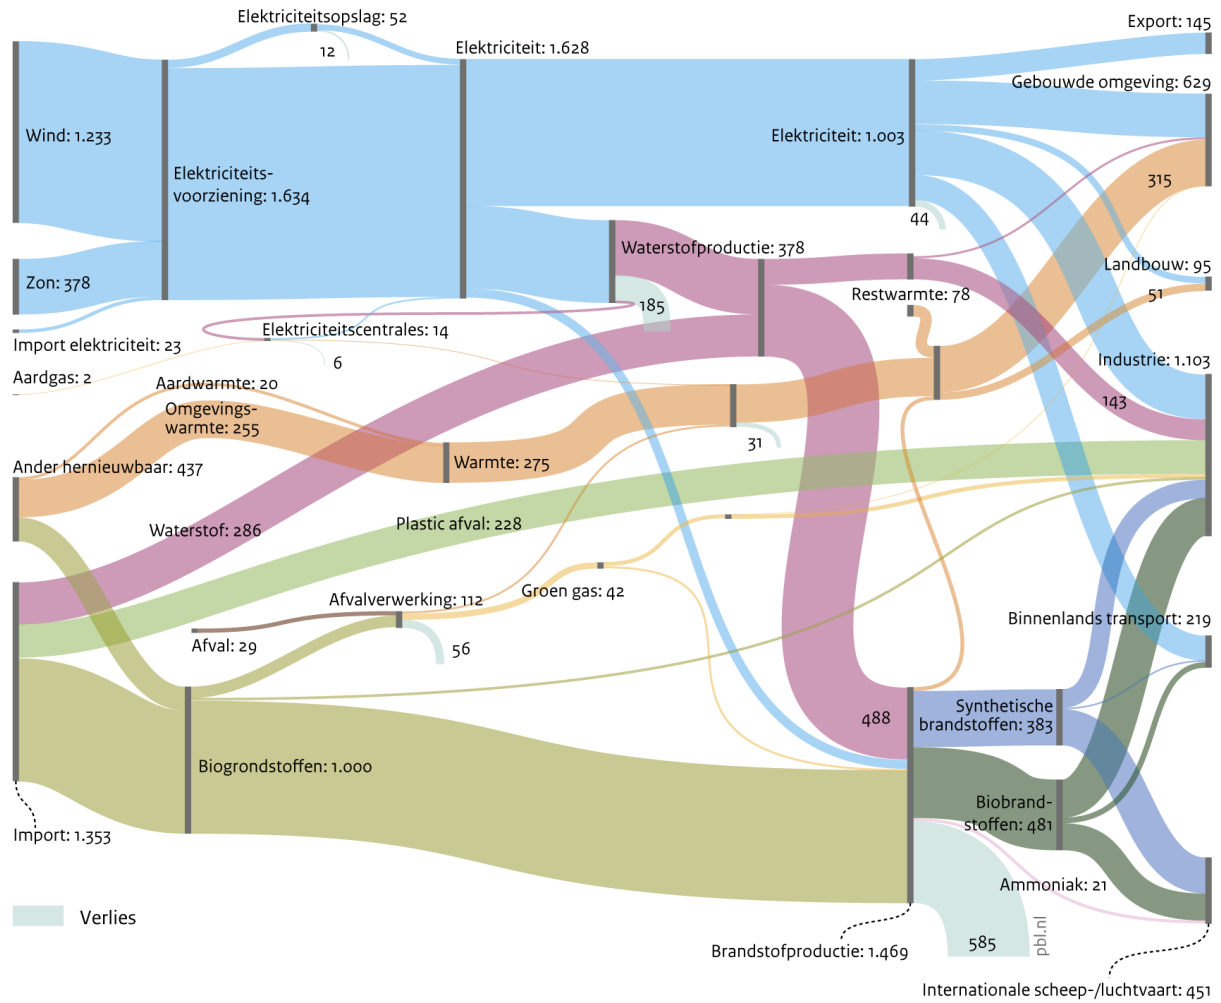 Elektriciteitsopslag: 52
Export: 145
12
Elektriciteit: 1.628
Gebouwde omgeving: 629
Wind: 1.233
Elektriciteit: 1.003
Elektriciteits-
voorziening: 1.634
315
44
Waterstofproductie: 378
Landbouw: 95
Zon: 378
Restwarmte: 78
51
185
Import elektriciteit: 23
Elektriciteitscentrales: 14
6
Industrie: 1.103
Aardgas: 2
Aardwarmte: 20
143
Omgevings-
warmte: 255
31
Ander hernieuwbaar: 437
Warmte: 275
Waterstof: 286
Plastic afval: 228
Groen gas: 42
Afvalverwerking: 112
Binnenlands transport: 219
Afval: 29
56
488
Synthetische
brandstoffen: 383
Biogrondstoffen: 1.000
Biobrand-
stoffen: 481
Import: 1.353
Ammoniak: 21
Verlies
585
pbl.nl
Brandstofproductie: 1.469
Internationale scheep-/luchtvaart: 451